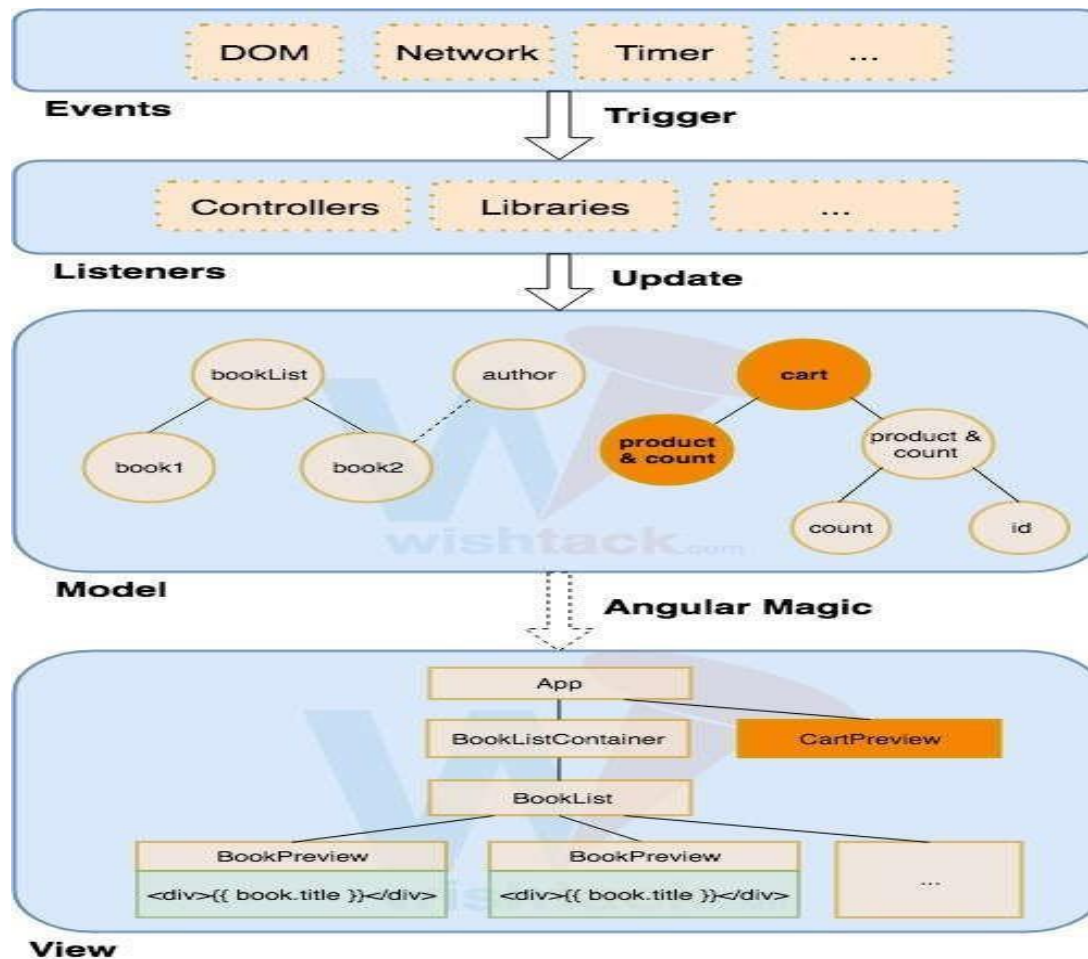 DOM Network Timer ...
Events
Trigger
Controllers Libraries ...
Listeners
Update
bookList author cart
book1 book2 product
& count product &
count
count id
wishtack.com
Model
Angular Magic
App
BookListContainer CartPreview
BookList
BookPreview BookPreview ...
<div>{{ book.title }}</div> <div>{{ book.title }}</div>
wishtack
View